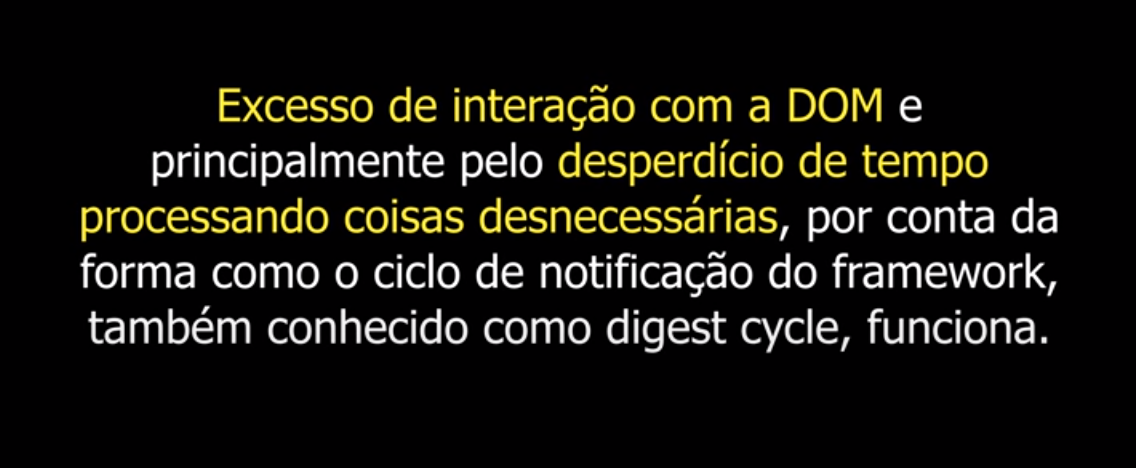 Excesso de interação com a DOM e
principalmente pelo desperdício de tempo
processando coisas desnecessárias, por conta da
forma como o ciclo de notificação do framework,
também conhecido como digest cycle, funciona.